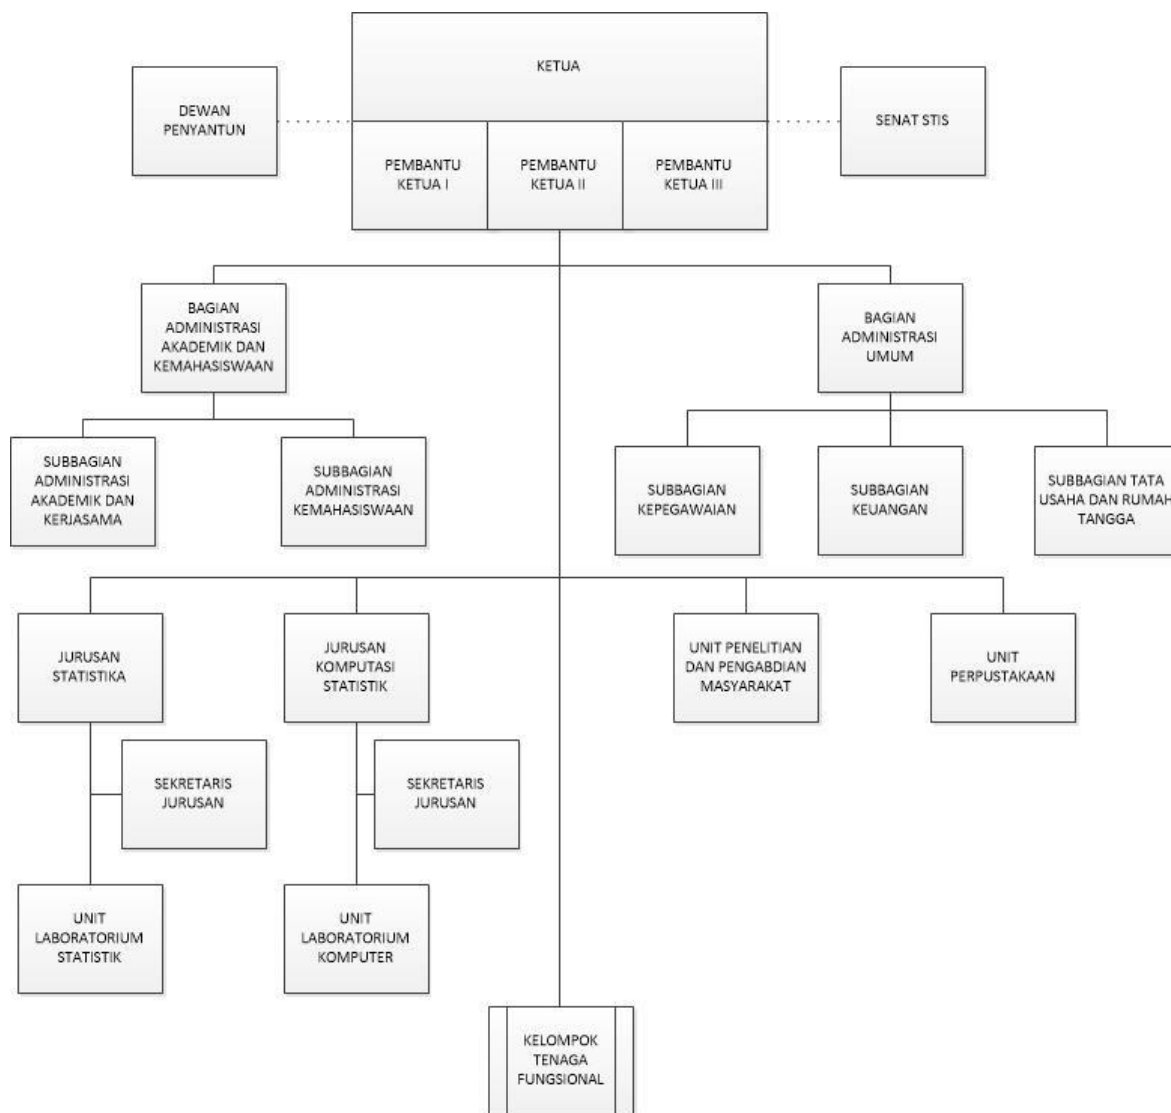 KETUA
DEWAN
PENYANTUN
SENAT STIS
PEMBANTU
KETUA I
PEMBANTU
KETUA II
PEMBANTU
KETUA III
BAGIAN
ADMINISTRASI
AKADEMIK DAN
KEMAHASISWAAN
BAGIAN
ADMINISTRASI
UMUM
SUBBAGIAN
ADMINISTRASI
AKADEMIK DAN
KERJASAMA
SUBBAGIAN
ADMINISTRASI
KEMAHASISWAAN
SUBBAGIAN
KEPEGAWAIAN
SUBBAGIAN
KEUANGAN
SUBBAGIAN TATA
USAHA DAN RUMAH
TANGGA
JURUSAN
STATISTIKA
JURUSAN
KOMPUTASI
STATISTIK
UNIT PENELITIAN
DAN PENGABDIAN
MASYARAKAT
UNIT
PERPUSTAKAAN
SEKRETARIS
JURUSAN
SEKRETARIS
JURUSAN
UNIT
LABORATORIUM
STATISTIK
UNIT
LABORATORIUM
KOMPUTER
KELOMPOK
TENAGA
FUNGSIONAL